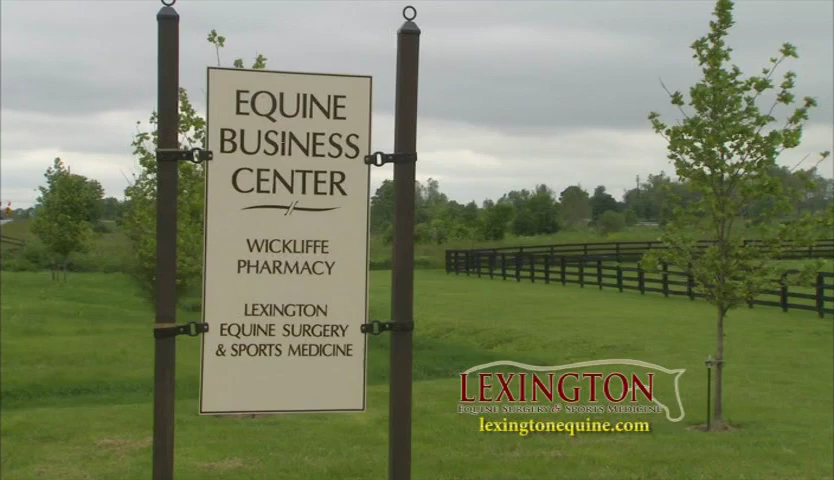 EQUINE
BUSINESS
CENTER
WICKLIFFE
PHARMACY
LEXINGTON
EQUINE SURGERY
& SPORTS MEDICINE
LEXINGTON
EQUINE SURGERY & SPORTS MEDICINE
lexingtonequine.com